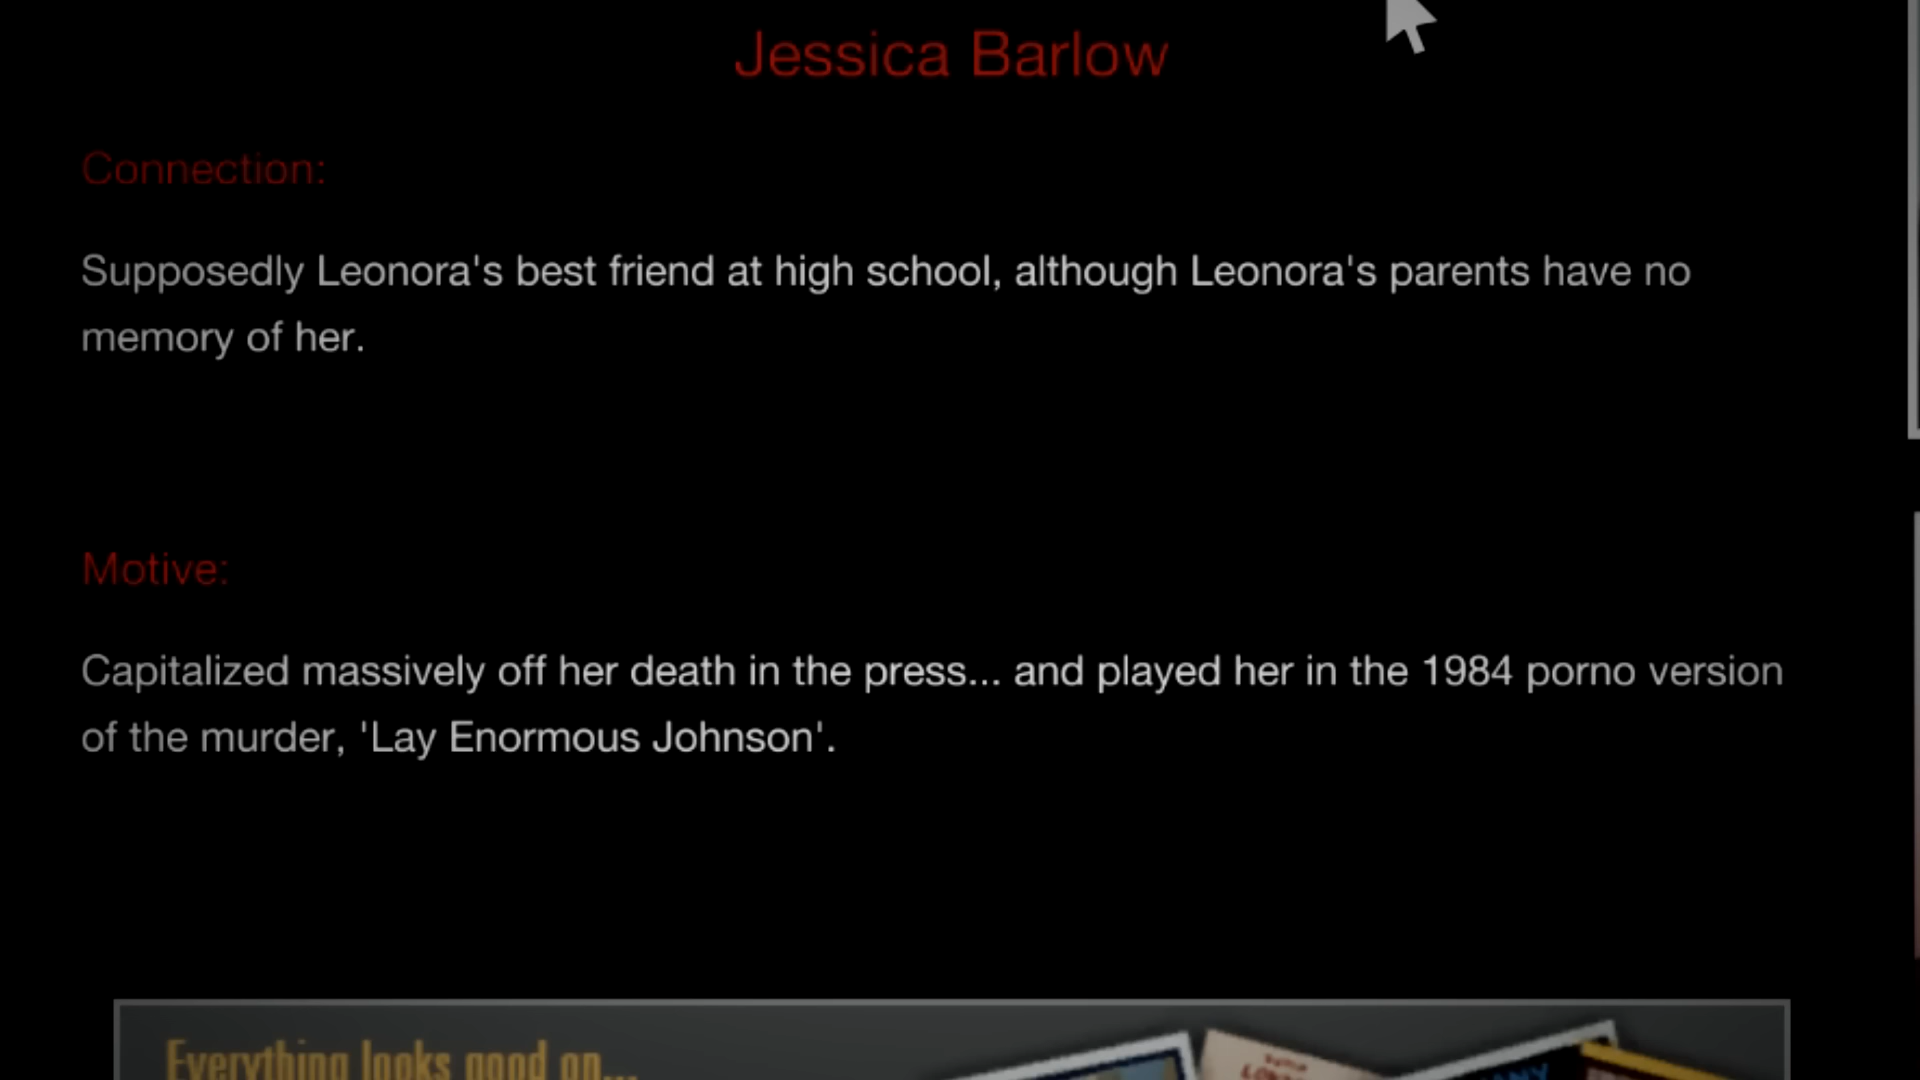 Jessica Barlow
Connection:
Supposedly Leonora's best friend at high school, although Leonora's parents have no
memory of her.
Motive:
Capitalized massively off her death in the press... and played her in the 1984 porno version
of the murder, 'Lay Enormous Johnson'.
Everything looks good on...